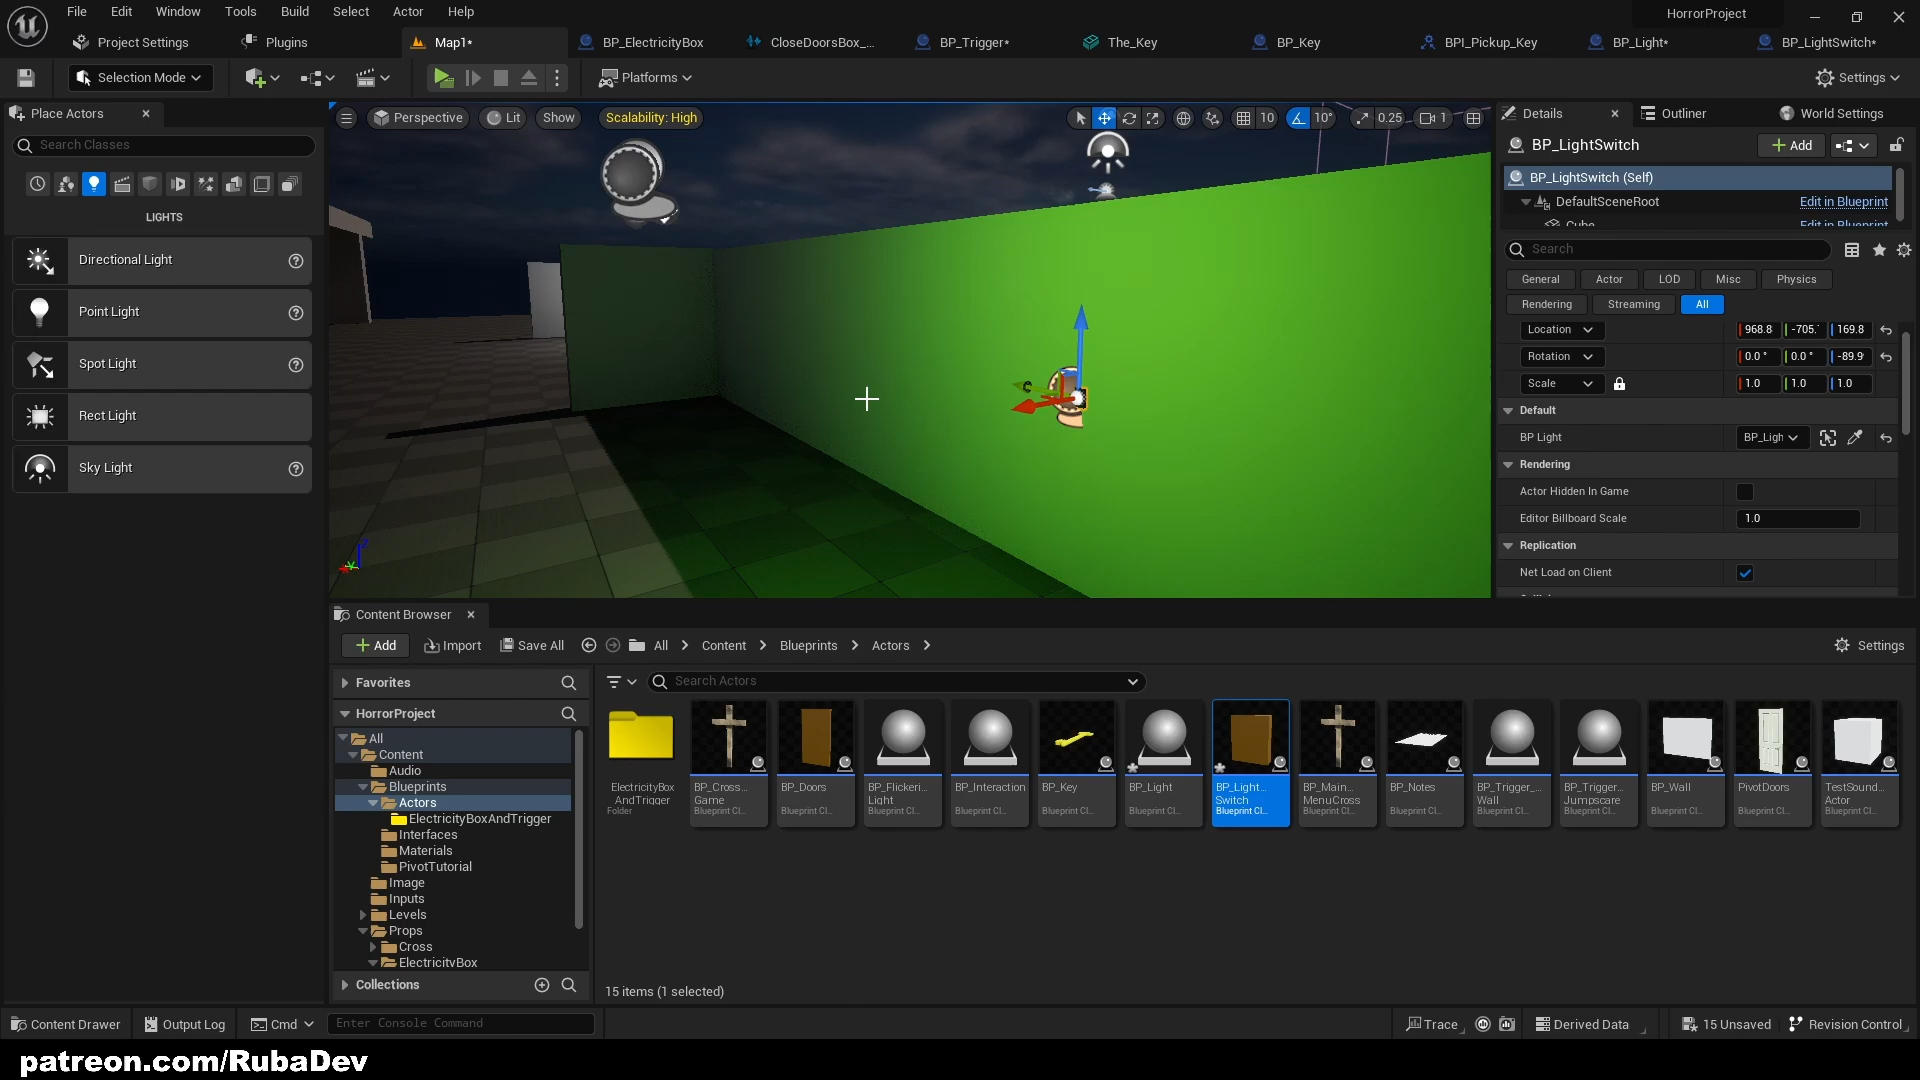 File Edit Window Tools Build Select Actor Help
HorrorProject
Project Settings
Plugins
Map1*
BP_ElectricityBox
CloseDoorsBox_...
BP_Trigger*
The_Key
BP_Key
BPI_Pickup_Key
BP_Light*
BP_LightSwitch*
Selection Mode
Platforms
Settings
Place Actors
Search Classes
LIGHTS
Directional Light
Point Light
Spot Light
Rect Light
Sky Light
Perspective
Lit
Show
Scalability: High
10
10°
0.25
1
Details
Outliner
World Settings
BP_LightSwitch
Add
BP_LightSwitch (Self)
DefaultSceneRoot
Edit in Blueprint
Cube
Edit in Blueprint
Search
General
Actor
LOD
Misc
Physics
Rendering
Streaming
All
Location
968.8
-705.
169.8
Rotation
0.0 °
0.0 °
-89.9
Scale
1.0
1.0
1.0
Default
BP Light
BP_Ligh
Rendering
Actor Hidden In Game
Editor Billboard Scale
1.0
Replication
Net Load on Client
Content Browser
Add
Import
Save All
All
Content
Blueprints
Actors
Settings
Favorites
HorrorProject
All
Content
Audio
Blueprints
Actors
ElectricityBoxAndTrigger
Interfaces
Materials
PivotTutorial
Image
Inputs
Levels
Props
Cross
ElectricityBox
Collections
Search Actors
ElectricityBox
AndTrigger
Folder
BP_Cross...
Game
Blueprint Cl...
BP_Doors
Blueprint Cl...
BP_Flickeri...
Light
Blueprint Cl...
BP_Interaction
Blueprint Cl...
BP_Key
Blueprint Cl...
BP_Light
Blueprint Cl...
BP_Light...
Switch
Blueprint Cl...
BP_Main...
MenuCross
Blueprint Cl...
BP_Notes
Blueprint Cl...
BP_Trigger_...
Wall
Blueprint Cl...
BP_Trigger...
Jumpscare
Blueprint Cl...
BP_Wall
Blueprint Cl...
PivotDoors
Blueprint Cl...
TestSound...
Actor
Blueprint Cl...
15 items (1 selected)
Content Drawer
Output Log
Cmd
Enter Console Command
Trace
Derived Data
15 Unsaved
Revision Control
patreon.com/RubaDev